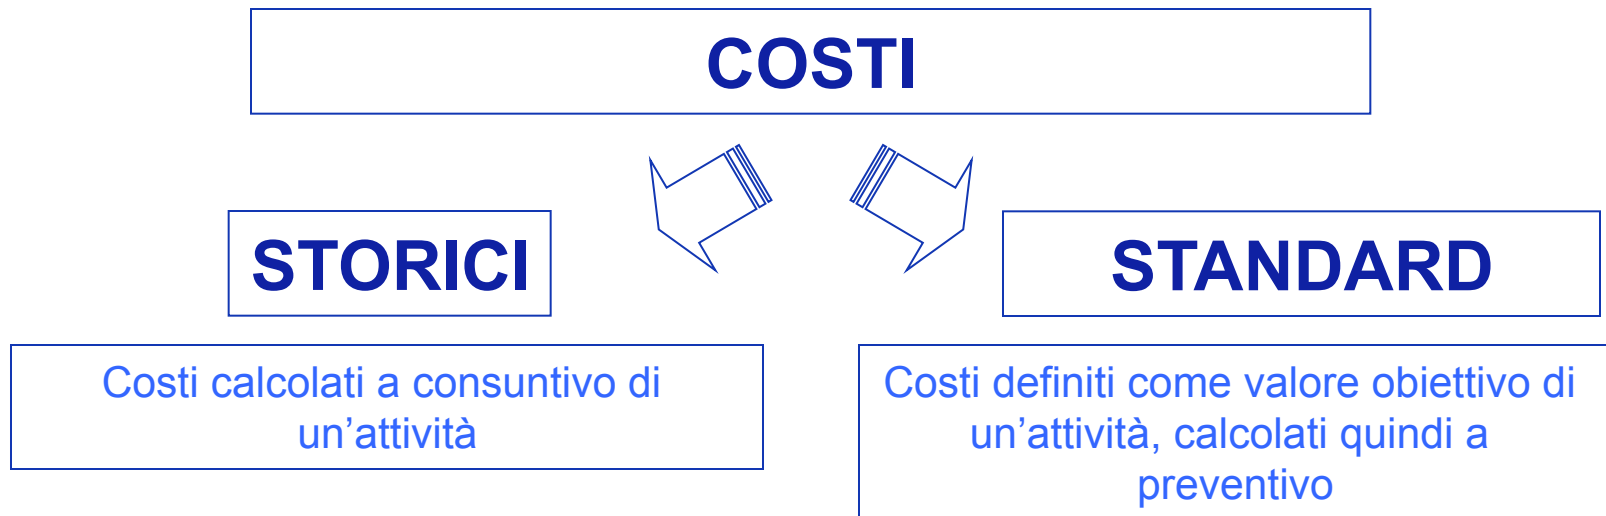 COSTI
STORICI
STANDARD
Costi calcolati a consuntivo di
un’attività
Costi definiti come valore obiettivo di
un’attività, calcolati quindi a
preventivo